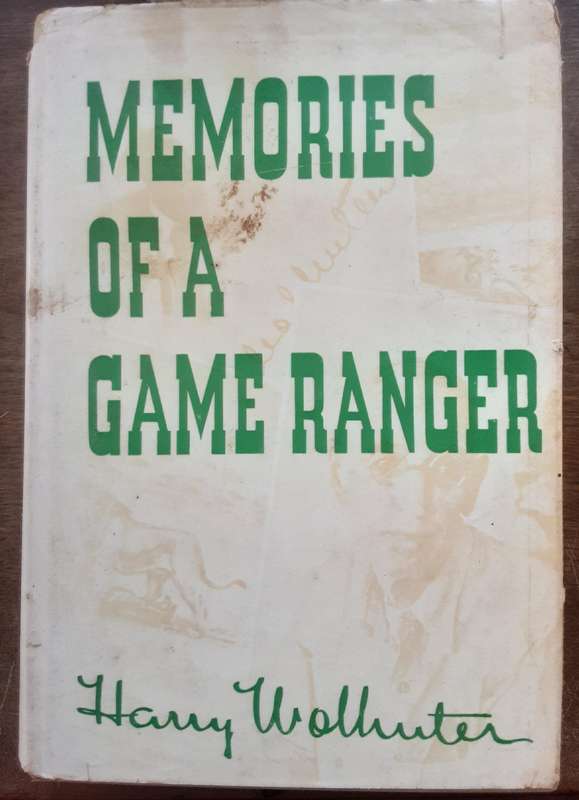 MEMORIES
OF A
GAME RANGER
Harry Wolhuter